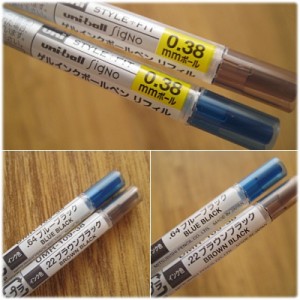 STYLE FIT
uni-ball Signo
ゲルインクボールペン リフィル
0.38
mmボール
STYLE FIT
uni-ball Signo
ゲルインクボールペン リフィル
0.38
mmボール
.64 ブルーブラック
BLUE BLACK
.22 ブラウンブラック
BROWN BLACK
.64 ブルーブラック
BLUE BLACK
.22 ブラウンブラック
BROWN BLACK